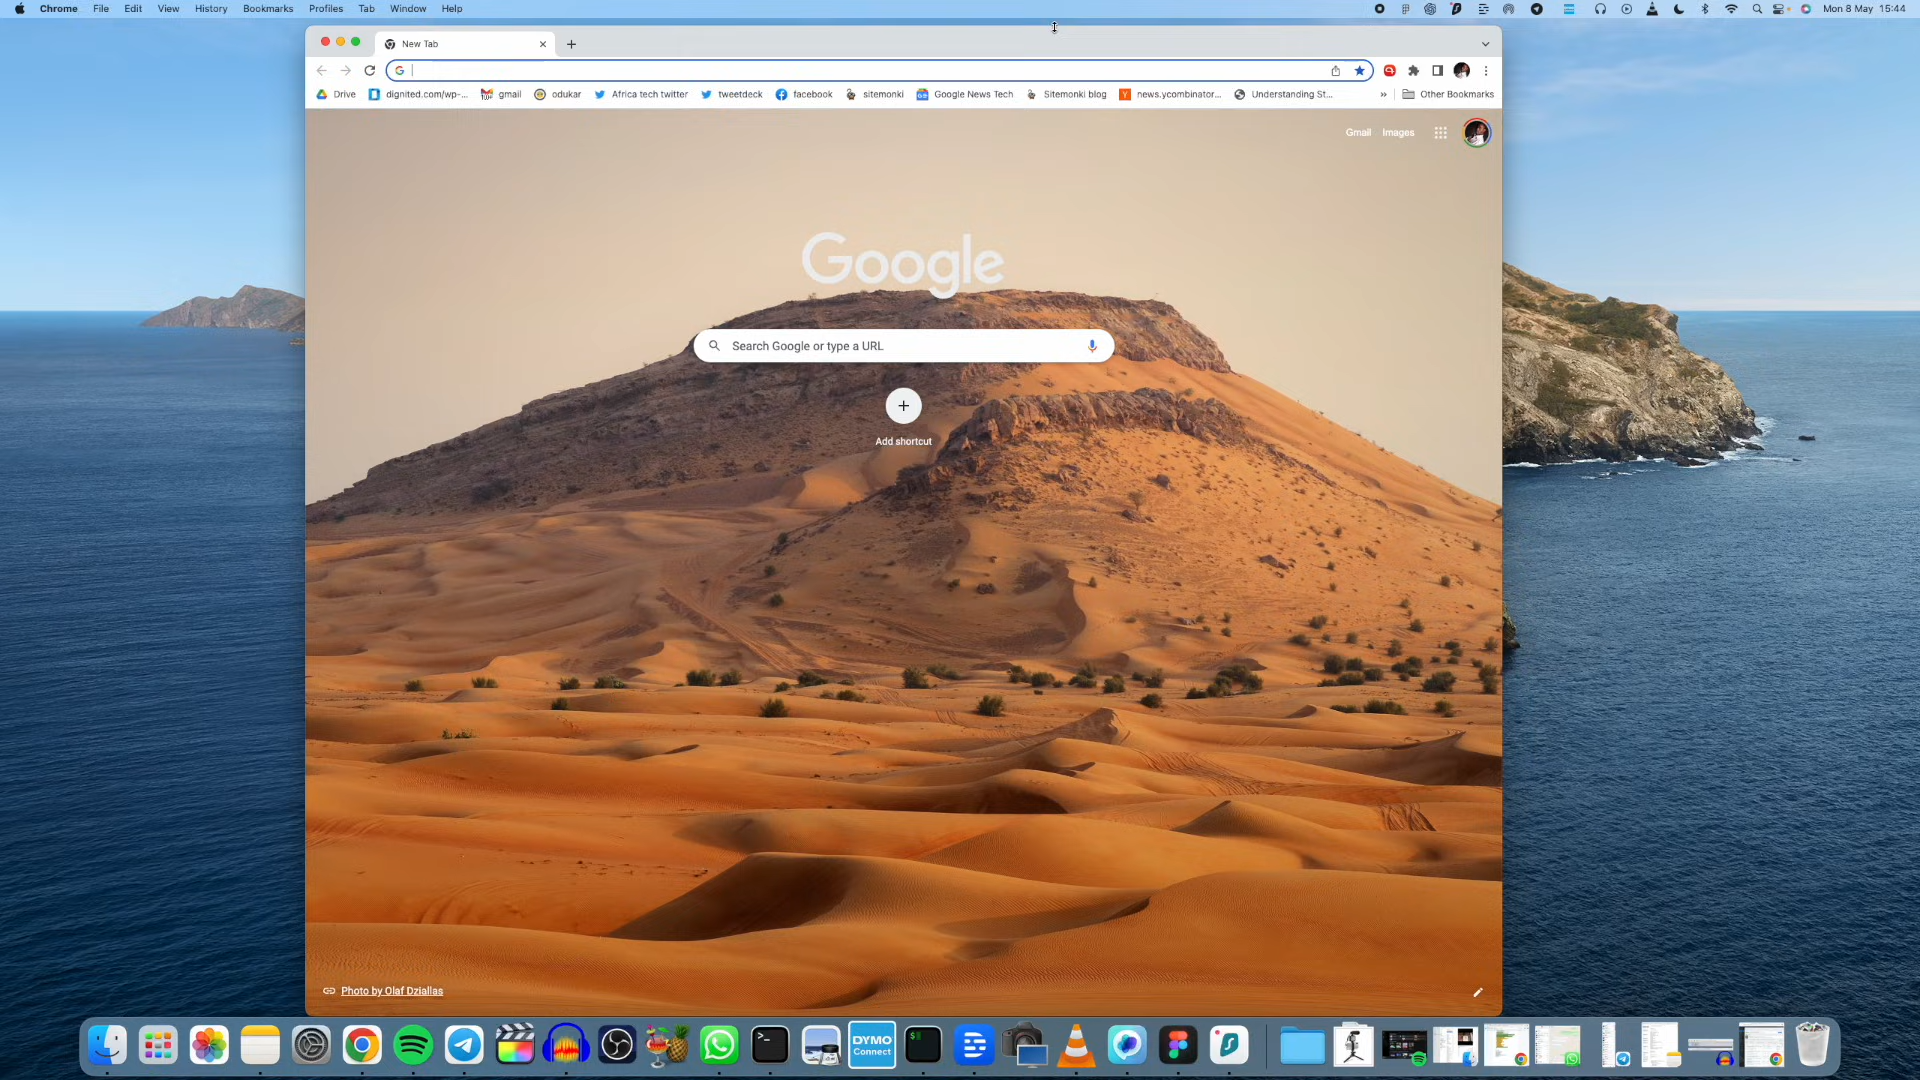 Chrome File Edit View History Bookmarks Profiles Tab Window Help Mon 8 May 15:44
New Tab
Drive dignited.com/wp-... gmail odukar Africa tech twitter tweetdeck facebook sitemonki Google News Tech Sitemonki blog news.ycombinator... Understanding St... » Other Bookmarks
Gmail Images
Google
Search Google or type a URL
Add shortcut
Photo by Olaf Dziallas
DYMO
Connect